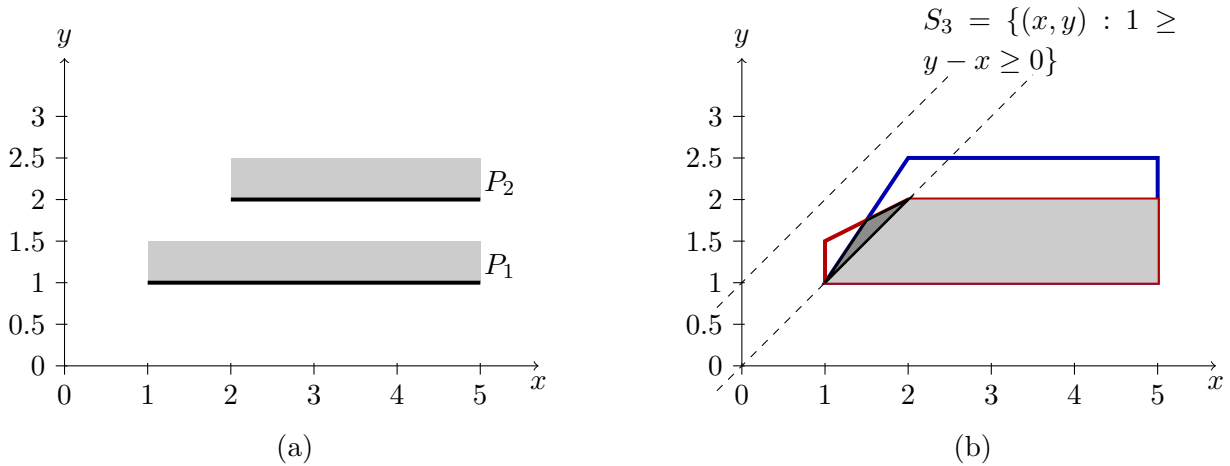 y
3
2.5
2
1.5
1
0.5
0
P₂
P₁
0 1 2 3 4 5 x
(a)
S₃ = {(x, y) : 1 ≥
y − x ≥ 0}
y
3
2.5
2
1.5
1
0.5
0
0 1 2 3 4 5 x
(b)